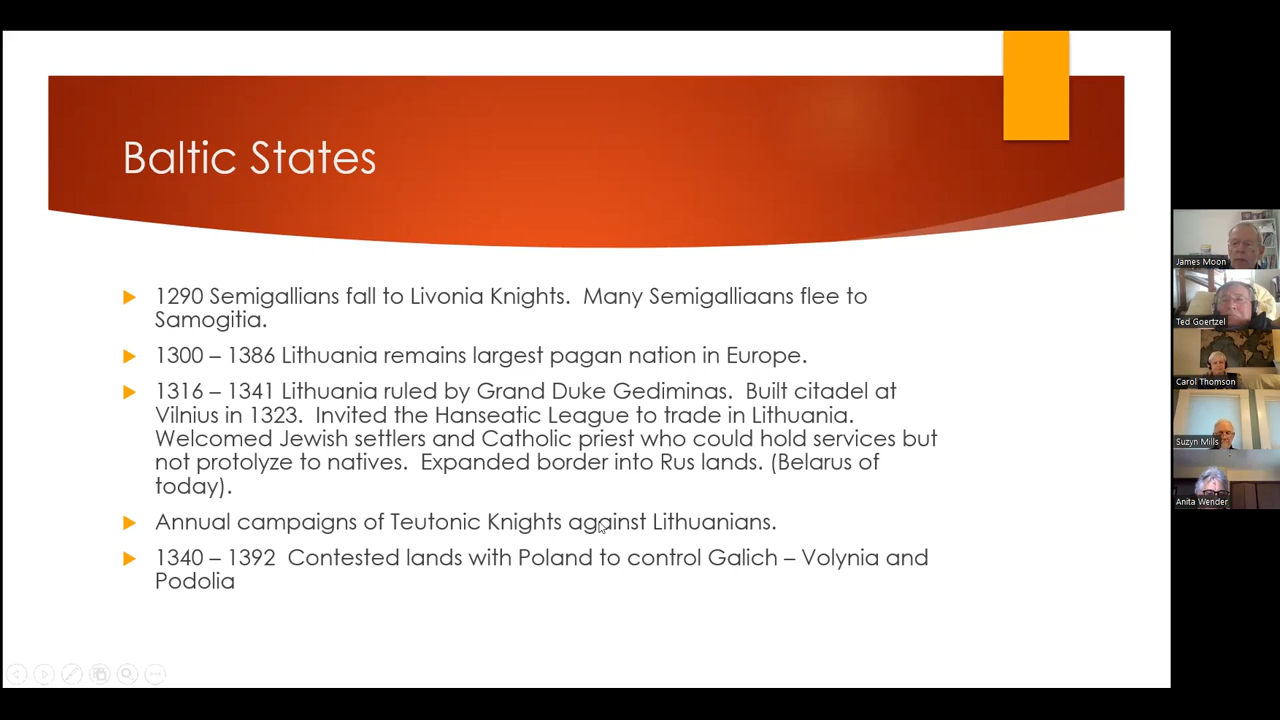 Baltic States
1290 Semigallians fall to Livonia Knights.  Many Semigalliaans flee to
Samogitia.
1300 – 1386 Lithuania remains largest pagan nation in Europe.
1316 – 1341 Lithuania ruled by Grand Duke Gediminas.  Built citadel at
Vilnius in 1323.  Invited the Hanseatic League to trade in Lithuania.
Welcomed Jewish settlers and Catholic priest who could hold services but
not protolyze to natives.  Expanded border into Rus lands. (Belarus of
today).
Annual campaigns of Teutonic Knights against Lithuanians.
1340 – 1392  Contested lands with Poland to control Galich – Volynia and
Podolia
James Moon
Ted Goertzel
Carol Thomson
Suzyn Mills
Anita Wender